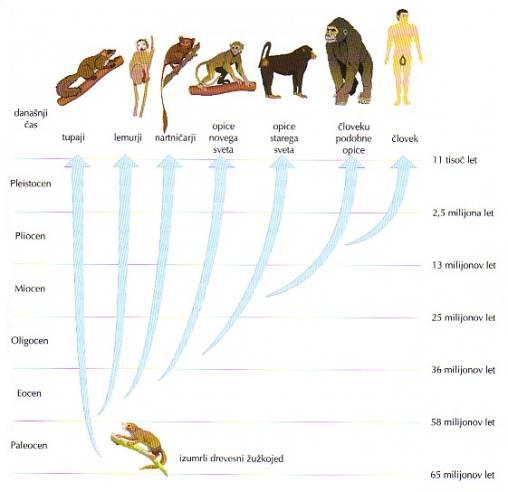 današnji
čas
tupaji
lemurji
nartničarji
opice
novega
sveta
opice
starega
sveta
človeku
podobne
opice
človek
11 tisoč let
Pleistocen
2,5 milijona let
Pliocen
13 milijonov let
Miocen
25 milijonov let
Oligocen
36 milijonov let
Eocen
58 milijonov let
Paleocen
izumrli drevesni žužkojed
65 milijonov let